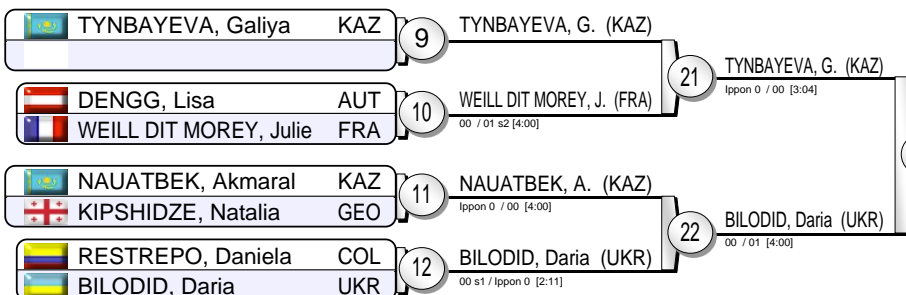 TYNBAYEVA, Galiya KAZ
9
TYNBAYEVA, G. (KAZ)
DENGG, Lisa AUT
WEILL DIT MOREY, Julie FRA
10
WEILL DIT MOREY, J. (FRA)
00 / 01 s2 [4:00]
21
TYNBAYEVA, G. (KAZ)
Ippon 0 / 00 [3:04]
NAUATBEK, Akmaral KAZ
KIPSHIDZE, Natalia GEO
11
NAUATBEK, A. (KAZ)
Ippon 0 / 00 [4:00]
RESTREPO, Daniela COL
BILODID, Daria UKR
12
BILODID, Daria (UKR)
00 s1 / Ippon 0 [2:11]
22
BILODID, Daria (UKR)
00 / 01 [4:00]